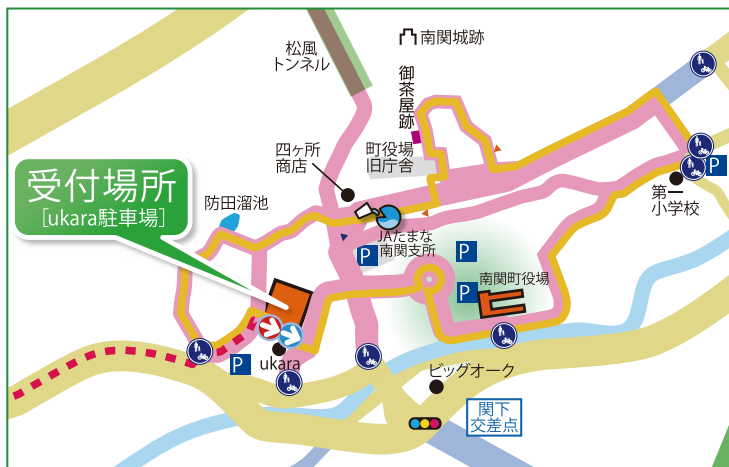 松風
トンネル
南関城跡
御茶屋跡
四ヶ所
商店
町役場
旧庁舎
P
第一
小学校
受付場所
[ukara駐車場]
防田溜池
JAたまな
南関支所
P
P
P
南関町役場
ukara
P
ビッグオーク
関下
交差点